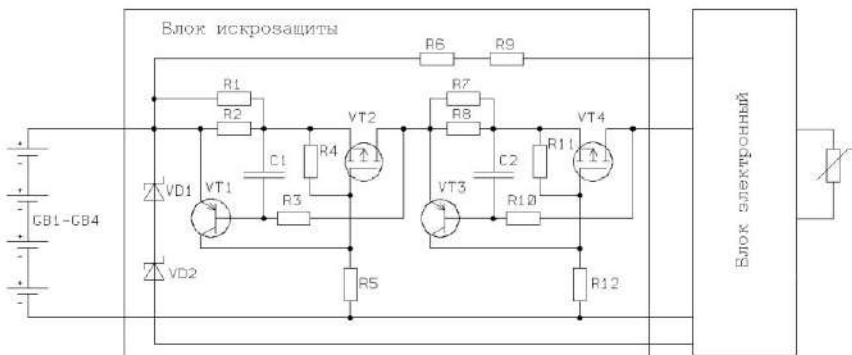 Блок искрозащиты
R6 R9
R1 R7
R2 VT2 R8 VT4
R4 R11
C1 C2
VT1 VT3
VD1 R3 R10
GB1-GB4
VD2 R5 R12
Блок электронный
+
-
+
-
+
-
+
-